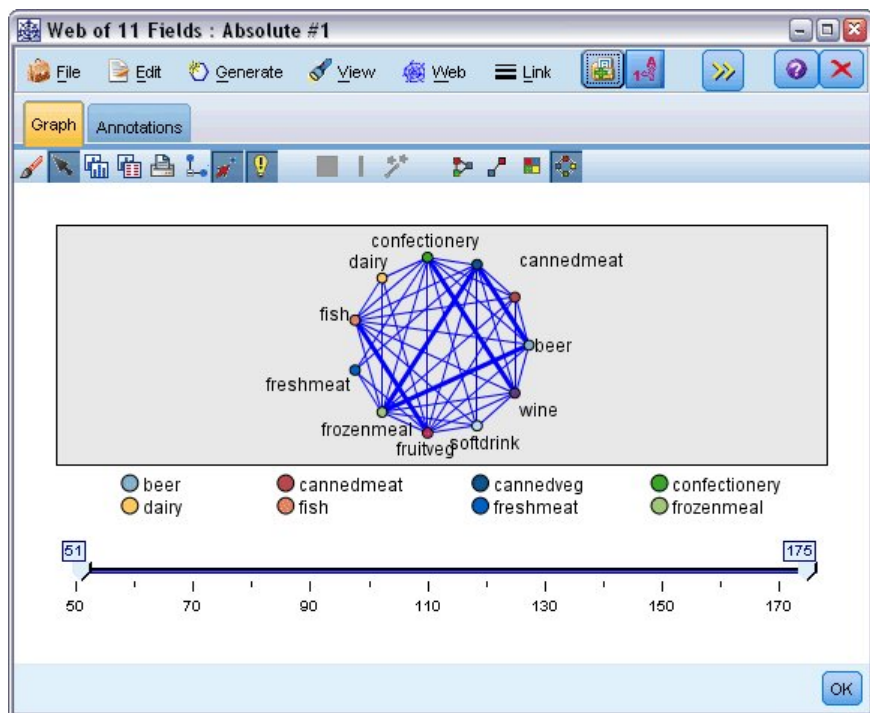 Web of 11 Fields : Absolute #1
File Edit Generate View Web Link
Graph Annotations
confectionery
dairy cannedmeat
fish
beer
freshmeat
wine
frozenmeal softdrink
fruitveg
beer cannedmeat cannedveg confectionery
dairy fish freshmeat frozenmeal
51 175
50 70 90 110 130 150 170
OK